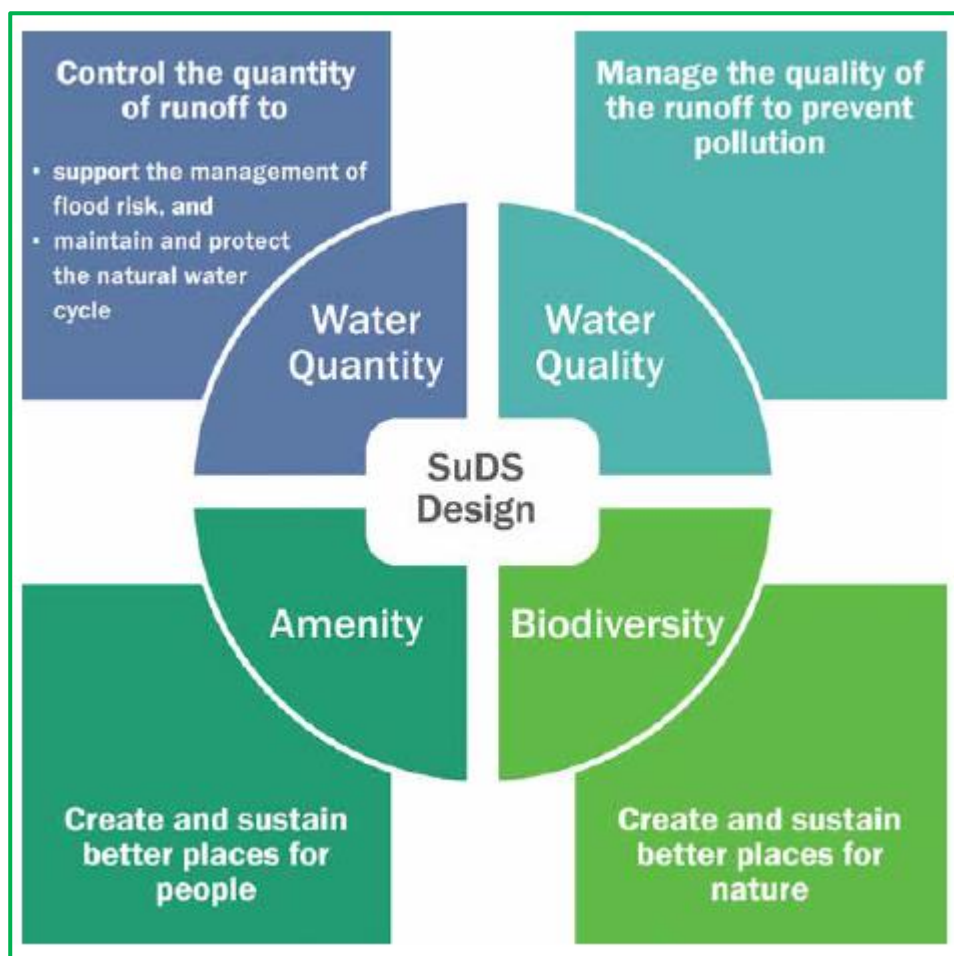 Control the quantity
of runoff to
• support the management of
flood risk, and
• maintain and protect
the natural water
cycle
Water
Quantity
Manage the quality of
the runoff to prevent
pollution
Water
Quality
SuDS
Design
Amenity
Create and sustain
better places for
people
Biodiversity
Create and sustain
better places for
nature